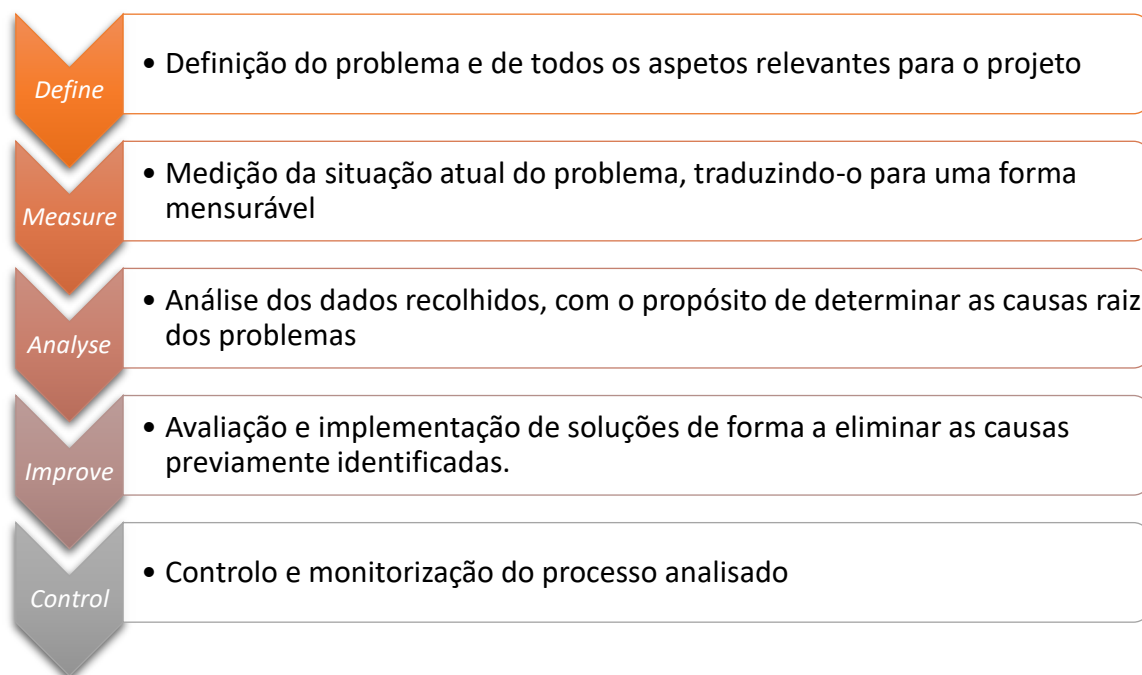 Define
• Definição do problema e de todos os aspetos relevantes para o projeto
Measure
• Medição da situação atual do problema, traduzindo-o para uma forma
mensurável
Analyse
• Análise dos dados recolhidos, com o propósito de determinar as causas raiz
dos problemas
Improve
• Avaliação e implementação de soluções de forma a eliminar as causas
previamente identificadas.
Control
• Controlo e monitorização do processo analisado